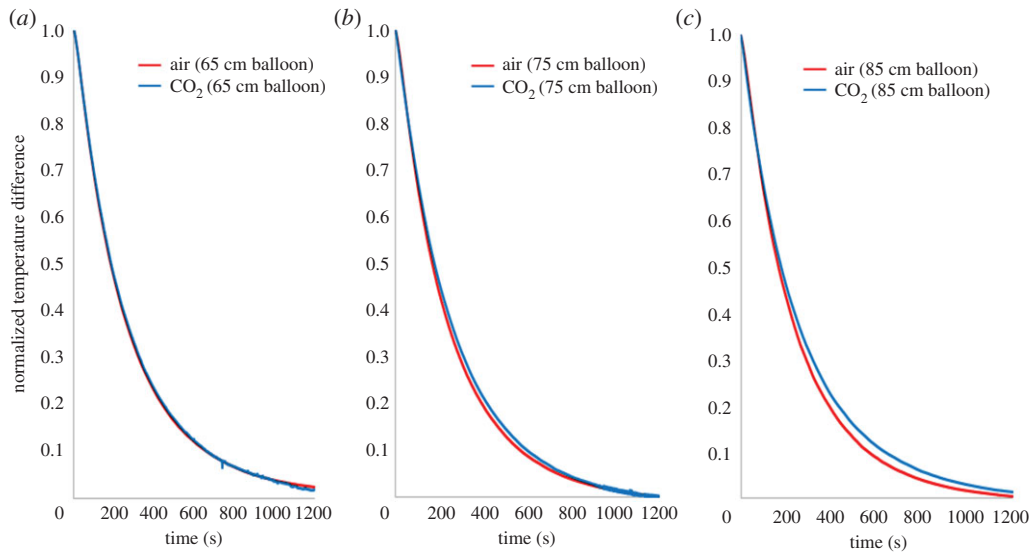 (a)
1.0
0.9
0.8
0.7
0.6
0.5
0.4
0.3
0.2
0.1
normalized temperature difference
air (65 cm balloon)
CO2 (65 cm balloon)
0 200 400 600 800 1000 1200
time (s)
(b)
1.0
0.9
0.8
0.7
0.6
0.5
0.4
0.3
0.2
0.1
air (75 cm balloon)
CO2 (75 cm balloon)
0 200 400 600 800 1000 1200
time (s)
(c)
1.0
0.9
0.8
0.7
0.6
0.5
0.4
0.3
0.2
0.1
air (85 cm balloon)
CO2 (85 cm balloon)
0 200 400 600 800 1000 1200
time (s)